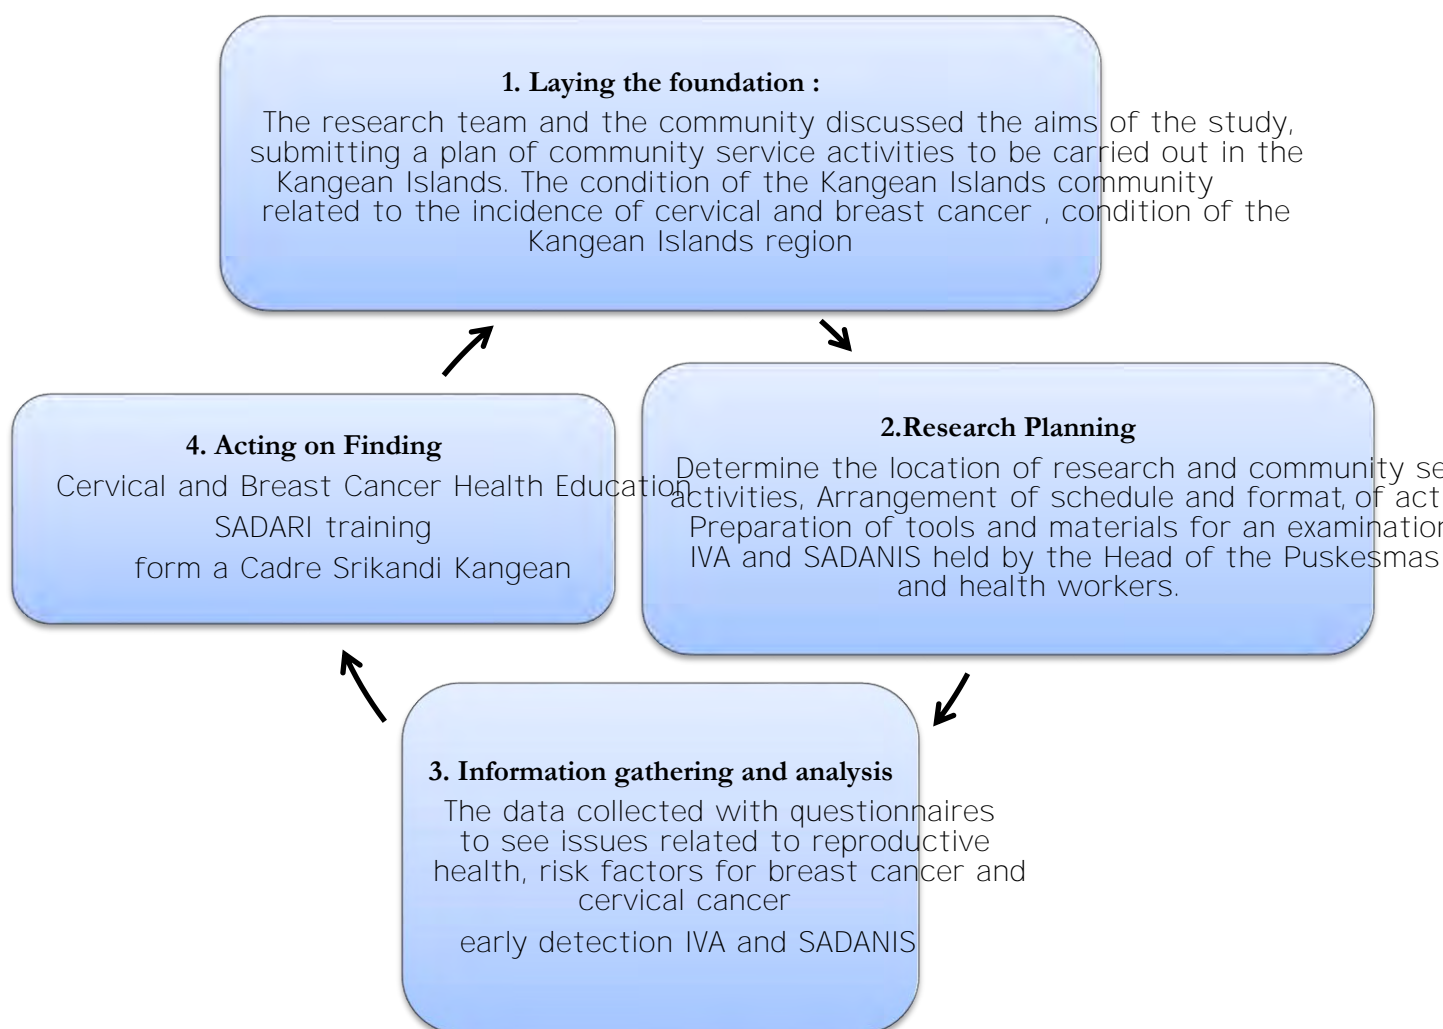 1. Laying the foundation :
The research team and the community discussed the aims of the study,
submitting a plan of community service activities to be carried out in the
Kangean Islands. The condition of the Kangean Islands community
related to the incidence of cervical and breast cancer , condition of the
Kangean Islands region
2.Research Planning
Determine the location of research and community
activities, Arrangement of schedule and format, of
Preparation of tools and materials for an examination
IVA and SADANIS held by the Head of the Puskesmas
and health workers.
3. Information gathering and analysis
The data collected with questionnaires
to see issues related to reproductive
health, risk factors for breast cancer and
cervical cancer
early detection IVA and SADANIS
4. Acting on Finding
Cervical and Breast Cancer Health Education
SADARI training
form a Cadre Srikandi Kangean